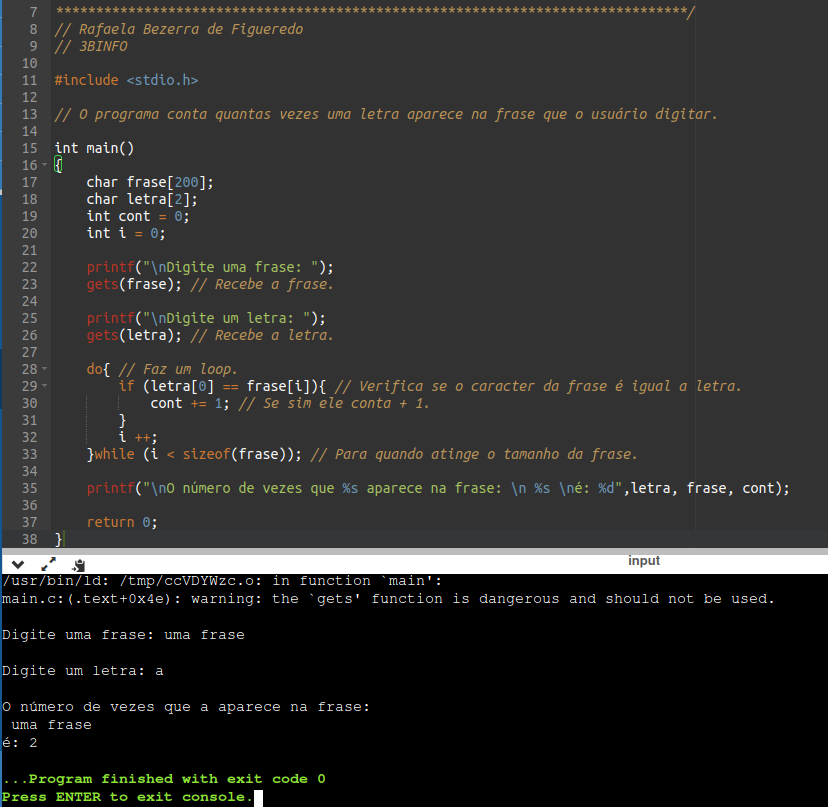 7 *******************************************************************************/
8 // Rafaela Bezerra de Figueredo
9 // 3BINFO
10
11 #include <stdio.h>
12
13 // O programa conta quantas vezes uma letra aparece na frase que o usuário digitar.
14
15 int main()
16 {
17     char frase[200];
18     char letra[2];
19     int cont = 0;
20     int i = 0;
21
22     printf("\nDigite uma frase: ");
23     gets(frase); // Recebe a frase.
24
25     printf("\nDigite um letra: ");
26     gets(letra); // Recebe a letra.
27
28     do{ // Faz um loop.
29         if (letra[0] == frase[i]){ // Verifica se o caracter da frase é igual a letra.
30             cont += 1; // Se sim ele conta + 1.
31         }
32         i ++;
33     }while (i < sizeof(frase)); // Para quando atinge o tamanho da frase.
34
35     printf("\nO número de vezes que %s aparece na frase: \n %s \né: %d",letra, frase, cont);
36
37     return 0;
38 }
input
/usr/bin/ld: /tmp/ccVDYWzc.o: in function `main':
main.c:(.text+0x4e): warning: the `gets' function is dangerous and should not be used.

Digite uma frase: uma frase

Digite um letra: a

O número de vezes que a aparece na frase:
 uma frase
é: 2

...Program finished with exit code 0
Press ENTER to exit console.